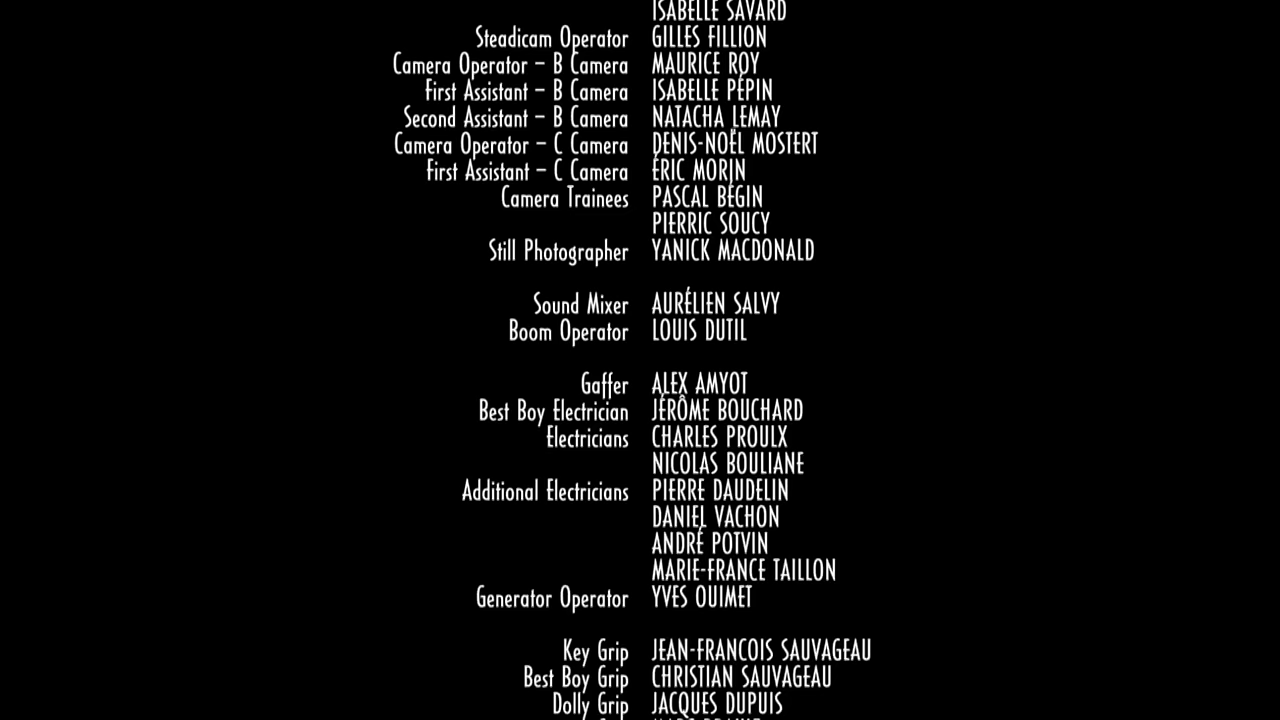 ISABELLE SAVARD
Steadicam Operator GILLES FILLION
Camera Operator – B Camera MAURICE ROY
First Assistant – B Camera ISABELLE PÉPIN
Second Assistant – B Camera NATACHA LEMAY
Camera Operator – C Camera DENIS-NOËL MOSTERT
First Assistant – C Camera ÉRIC MORIN
Camera Trainees PASCAL BÉGIN
PIERRIC SOUCY
Still Photographer YANICK MACDONALD
Sound Mixer AURÉLIEN SALVY
Boom Operator LOUIS DUTIL
Gaffer ALEX AMYOT
Best Boy Electrician JÉRÔME BOUCHARD
Electricians CHARLES PROULX
NICOLAS BOULIANE
Additional Electricians PIERRE DAUDELIN
DANIEL VACHON
ANDRÉ POTVIN
MARIE-FRANCE TAILLON
Generator Operator YVES OUIMET
Key Grip JEAN-FRANCOIS SAUVAGEAU
Best Boy Grip CHRISTIAN SAUVAGEAU
Dolly Grip JACQUES DUPUIS